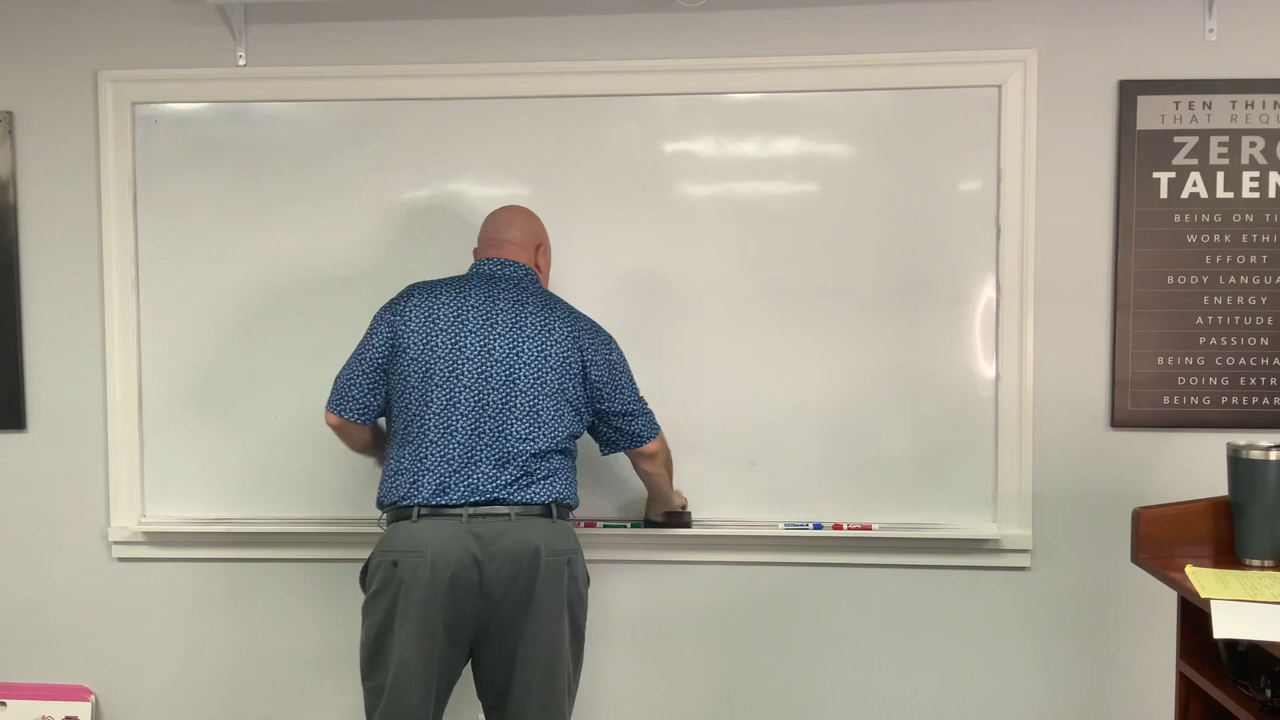 TEN THIN
THAT REQU
ZERO
TALEN
BEING ON TI
WORK ETHI
EFFORT
BODY LANGUA
ENERGY
ATTITUDE
PASSION
BEING COACHA
DOING EXTR
BEING PREPAR